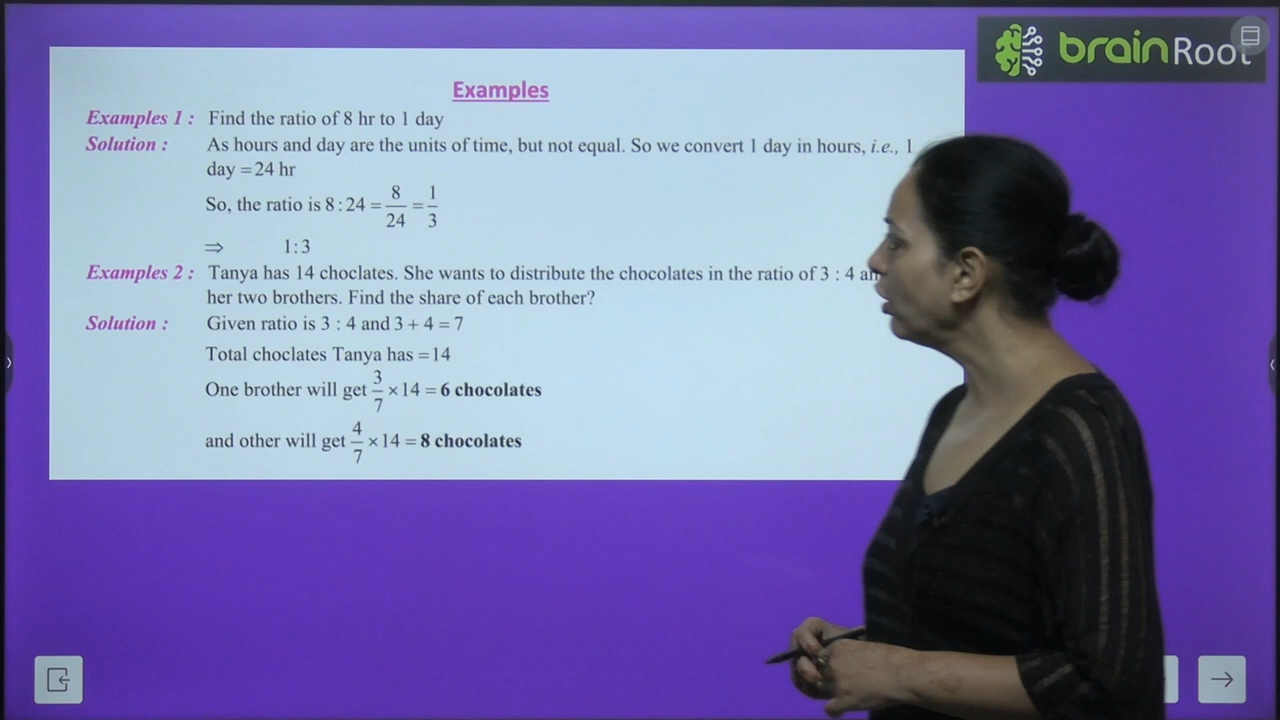 brainRoot
Examples
Examples 1 : Find the ratio of 8 hr to 1 day
Solution : As hours and day are the units of time, but not equal. So we convert 1 day in hours, i.e., 1
day = 24 hr
So, the ratio is 8 : 24 = 8/24 = 1/3
⇒ 1:3
Examples 2 : Tanya has 14 choclates. She wants to distribute the chocolates in the ratio of 3 : 4
her two brothers. Find the share of each brother?
Solution : Given ratio is 3 : 4 and 3 + 4 = 7
Total choclates Tanya has = 14
One brother will get 3/7 × 14 = 6 chocolates
and other will get 4/7 × 14 = 8 chocolates